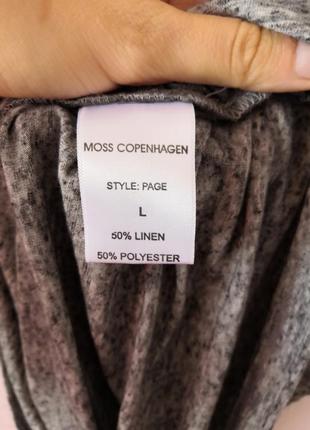 MOSS COPENHAGEN
STYLE: PAGE
L
50% LINEN
50% POLYESTER